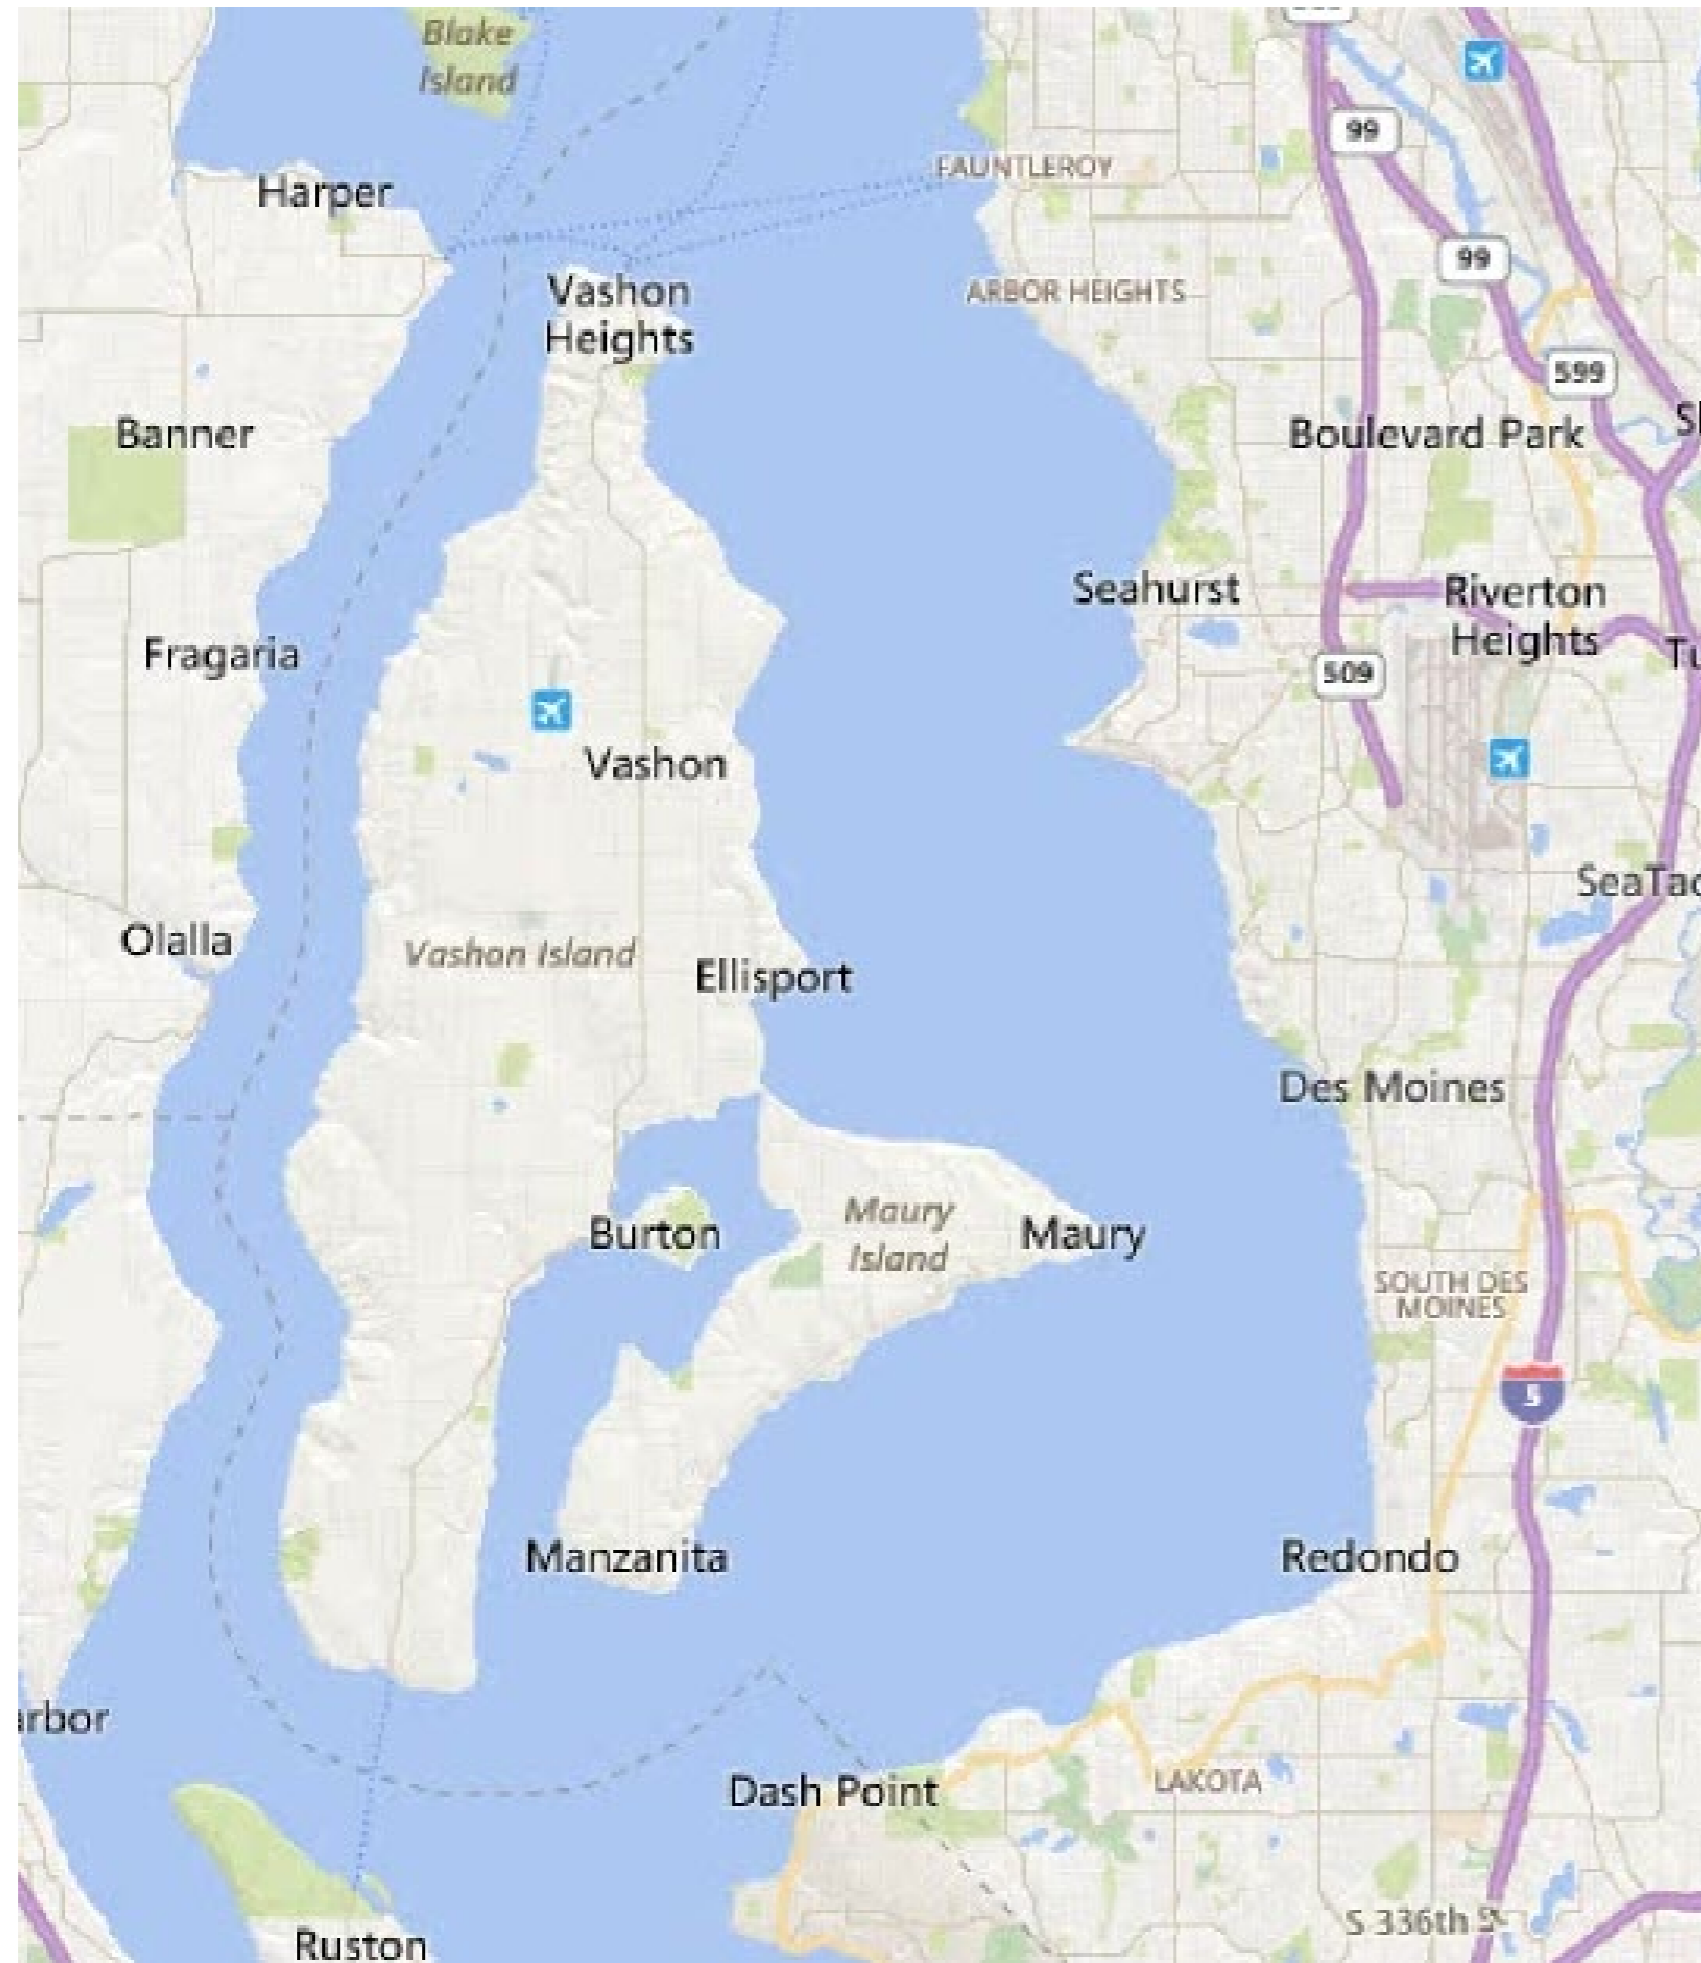 Blake
Island
99
Harper
FAUNTLEROY
99
Vashon
Heights
ARBOR HEIGHTS
599
Banner
Boulevard Park
Seahurst
Riverton
Heights
Fragaria
509
Vashon
SeaTac
Olalla
Vashon Island
Ellisport
Des Moines
Maury
Island
Burton
Maury
SOUTH DES
MOINES
5
Manzanita
Redondo
arbor
Dash Point
LAKOTA
S 336th S
Ruston